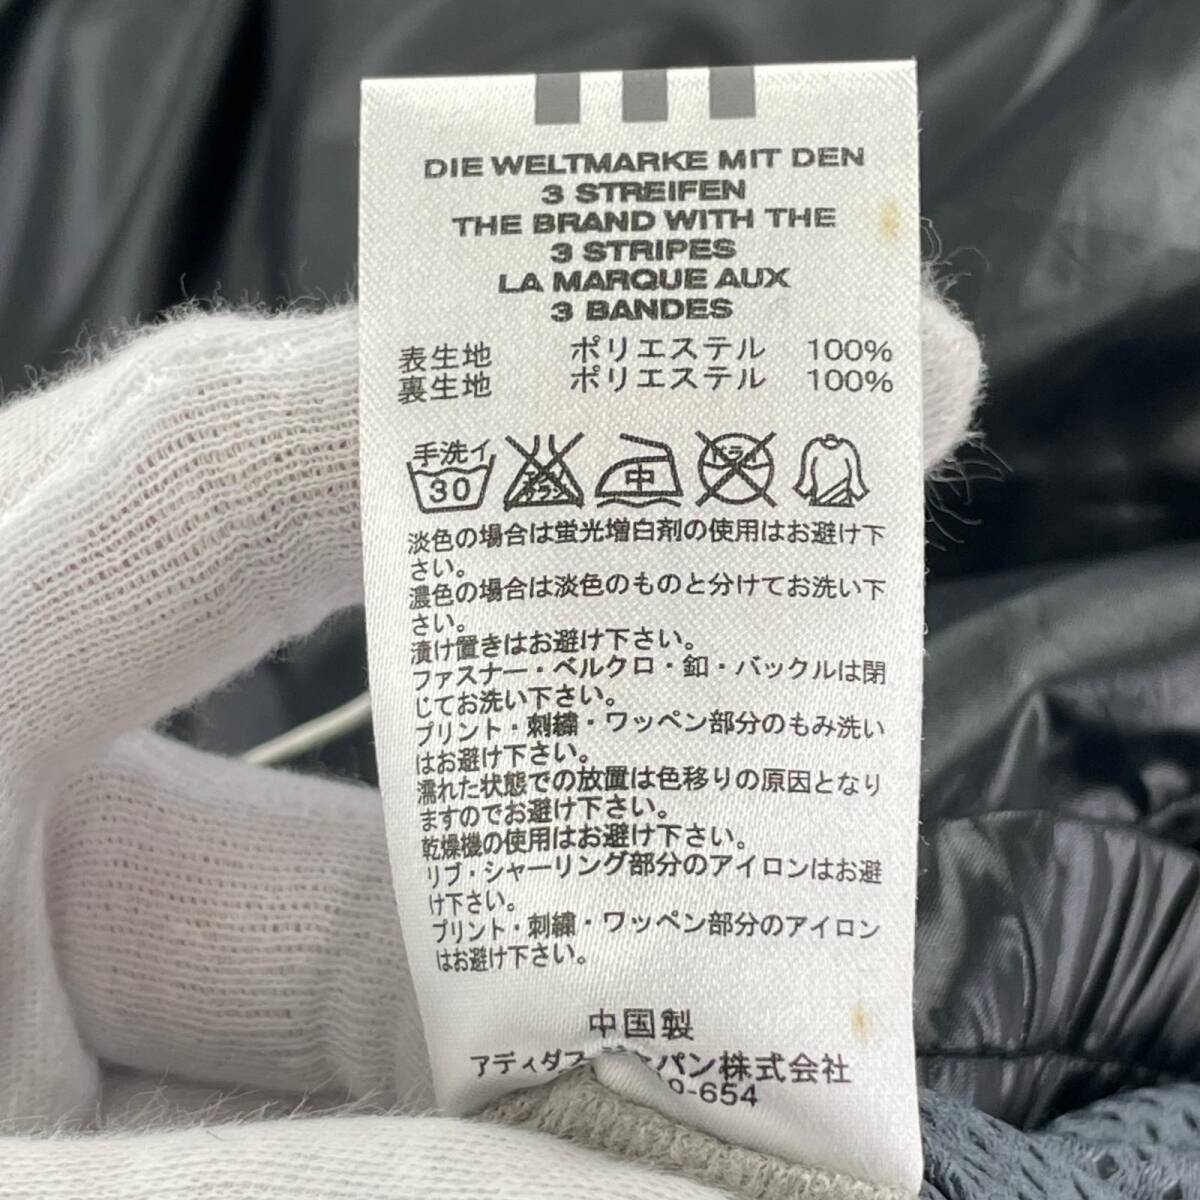 DIE WELTMARKE MIT DEN
3 STREIFEN
THE BRAND WITH THE
3 STRIPES
LA MARQUE AUX
3 BANDES
表生地 ポリエステル 100%
裏生地 ポリエステル 100%
手洗イ
30
中
淡色の場合は蛍光増白剤の使用はお避け下
さい。
濃色の場合は淡色のものと分けてお洗い下
さい。
漬け置きはお避け下さい。
ファスナー・ベルクロ・釦・バックルは閉
じてお洗い下さい。
プリント・刺繍・ワッペン部分のもみ洗い
はお避け下さい。
濡れた状態での放置は色移りの原因となり
ますのでお避け下さい。
乾燥機の使用はお避け下さい。
リブ・シャーリング部分のアイロンはお避
け下さい。
プリント・刺繍・ワッペン部分のアイロン
はお避け下さい。
中国製
パン株式会社
-654